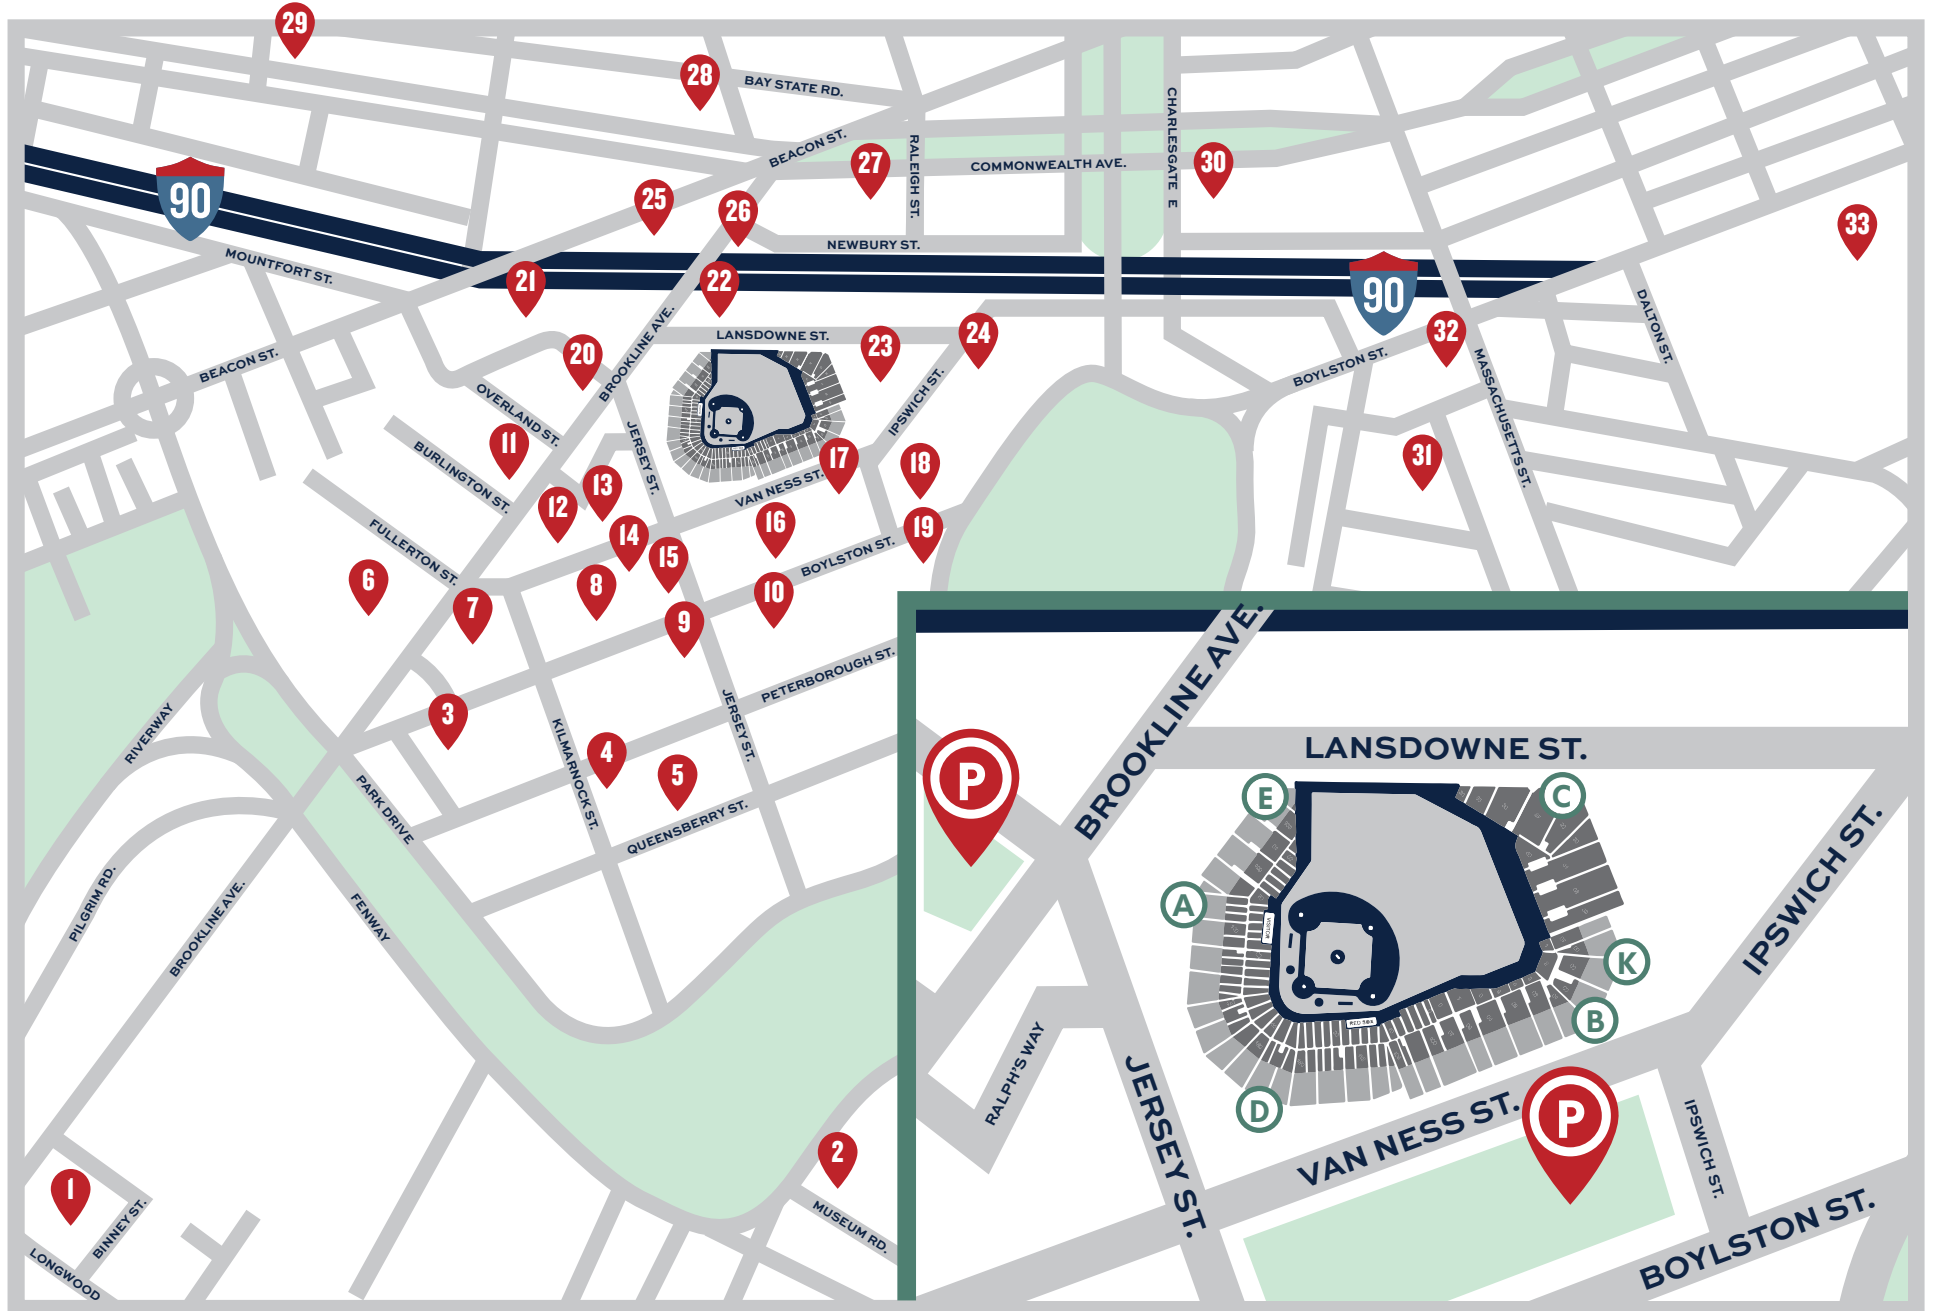 29
28
BAY STATE RD.
BEACON ST.
RALEIGH ST.
CHARLESGATE E
27
COMMONWEALTH AVE.
30
90
25
26
33
NEWBURY ST.
MOUNTFORT ST.
21
22
90
BROOKLINE AVE.
LANSDOWNE ST.
23
24
32
DALTON ST.
BEACON ST.
20
BOYLSTON ST.
MASSACHUSETTS ST.
OVERLAND ST.
IPSWICH ST.
11
BURLINGTON ST.
JERSEY ST.
17
18
31
13
VAN NESS ST.
12
16
19
14
FULLERTON ST.
15
BOYLSTON ST.
6
8
10
7
9
PETERBOROUGH ST.
3
JERSEY ST.
KILMARNOCK ST.
4
5
QUEENSBERRY ST.
RIVERWAY
PARK DRIVE
PILGRIM RD.
BROOKLINE AVE.
FENWAY
2
1
BINNEY ST.
MUSEUM RD.
LONGWOOD
BROOKLINE AVE.
LANSDOWNE ST.
P
E
C
A
VISITOR
K
IPSWICH ST.
B
RED SOX
RALPH'S WAY
D
JERSEY ST.
VAN NESS ST.
P
IPSWICH ST.
BOYLSTON ST.